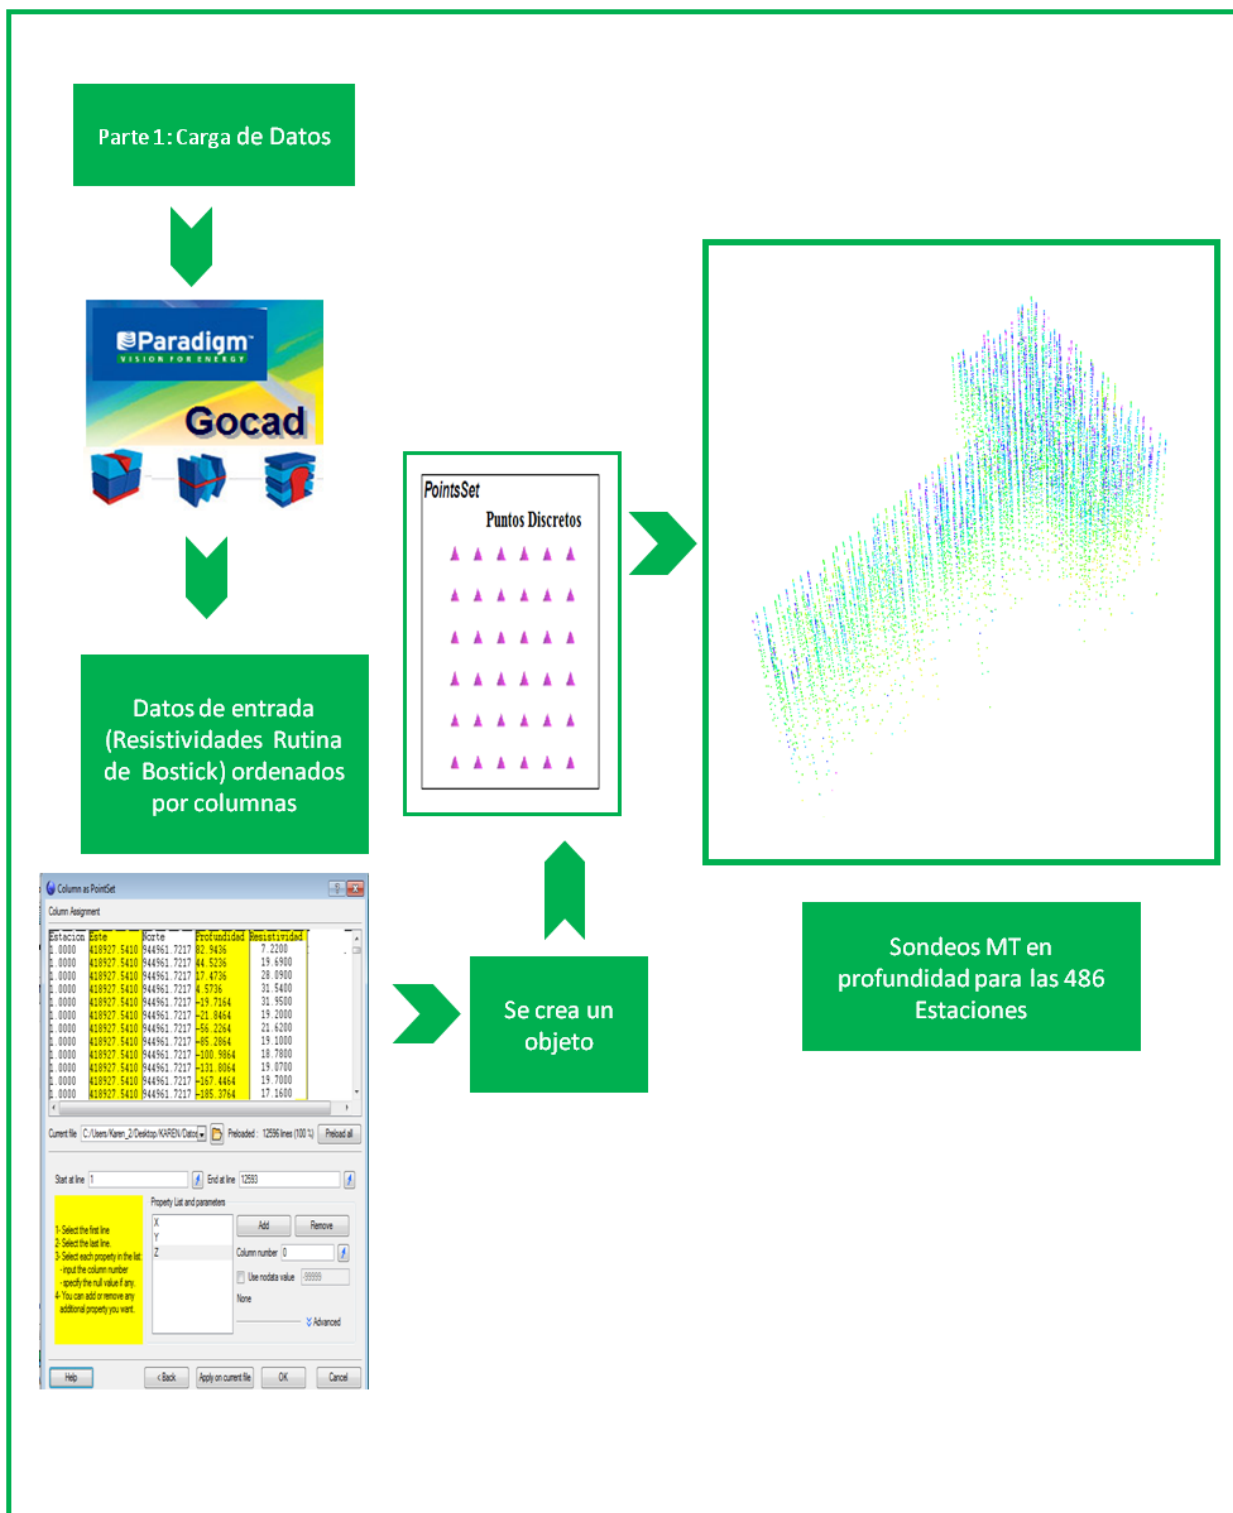 Parte 1: Carga de Datos
Paradigm™
VISION FOR ENERGY
Gocad
Datos de entrada
(Resistividades Rutina
de Bostick) ordenados
por columnas
Column as PointSet
Column Assignment
Estacion Este Norte Profundidad Resistividad
1.0000 418927.5410 944961.7217 82.9436 7.2200
1.0000 418927.5410 944961.7217 44.5236 19.6900
1.0000 418927.5410 944961.7217 17.4736 28.0900
1.0000 418927.5410 944961.7217 4.5736 31.5400
1.0000 418927.5410 944961.7217 -19.7164 31.9500
1.0000 418927.5410 944961.7217 -21.8464 19.2000
1.0000 418927.5410 944961.7217 -56.2264 21.6200
1.0000 418927.5410 944961.7217 -85.2864 19.1000
1.0000 418927.5410 944961.7217 -100.9864 18.7800
1.0000 418927.5410 944961.7217 -131.8064 19.0700
1.0000 418927.5410 944961.7217 -167.4464 19.7000
1.0000 418927.5410 944961.7217 -185.3764 17.1600
Current file C:/Users/Karen_2/Desktop/KAREN/Datos Preloaded : 12596 lines (100 %) Preload all
Start at line 1 End at line 12593
1- Select the first line
2- Select the last line.
3- Select each property in the list:
- input the column number
- specify the null value if any.
4- You can add or remove any
additional property you want.
Property List and parameters
X
Y
Z
Add Remove
Column number 0
Use nodata value -99999
None
Advanced
Help < Back Apply on current file OK Cancel
Se crea un
objeto
PointsSet
Puntos Discretos
Sondeos MT en
profundidad para las 486
Estaciones